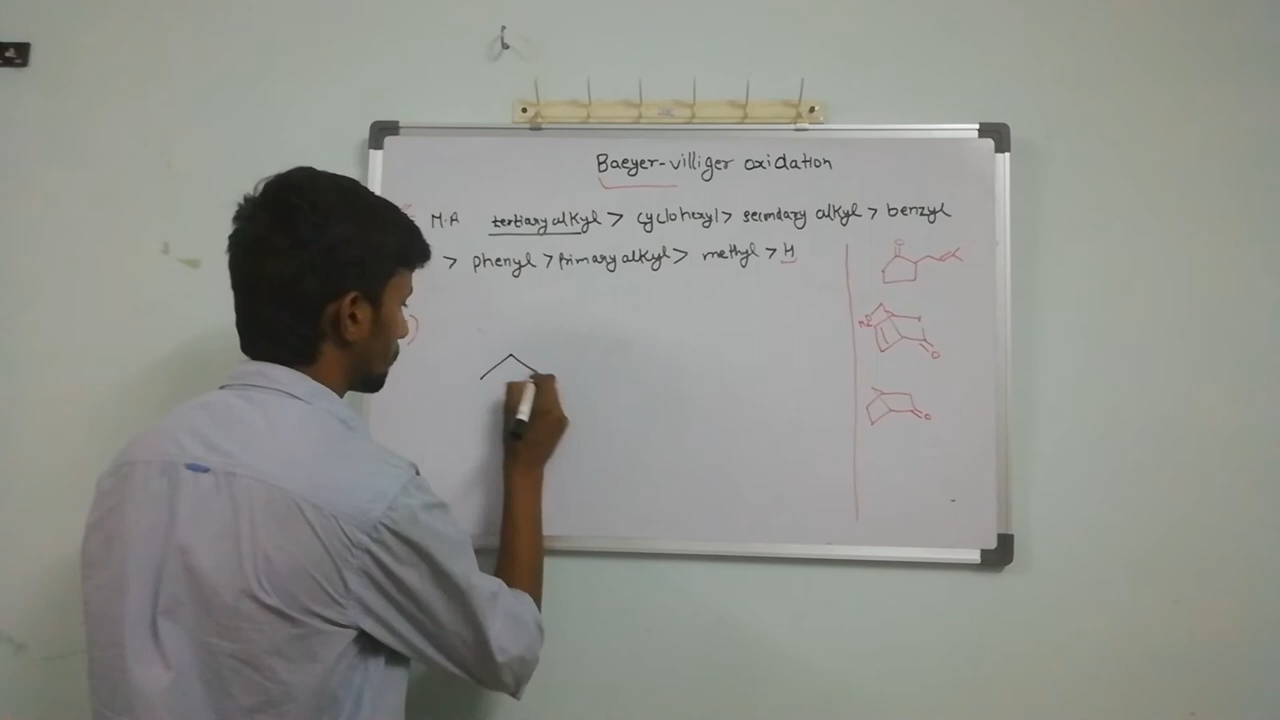 Baeyer-villiger oxidation
M.A tertiary alkyl > cyclohexyl > secondary alkyl > benzyl
> phenyl > Primary alkyl > methyl > H
O
O
O